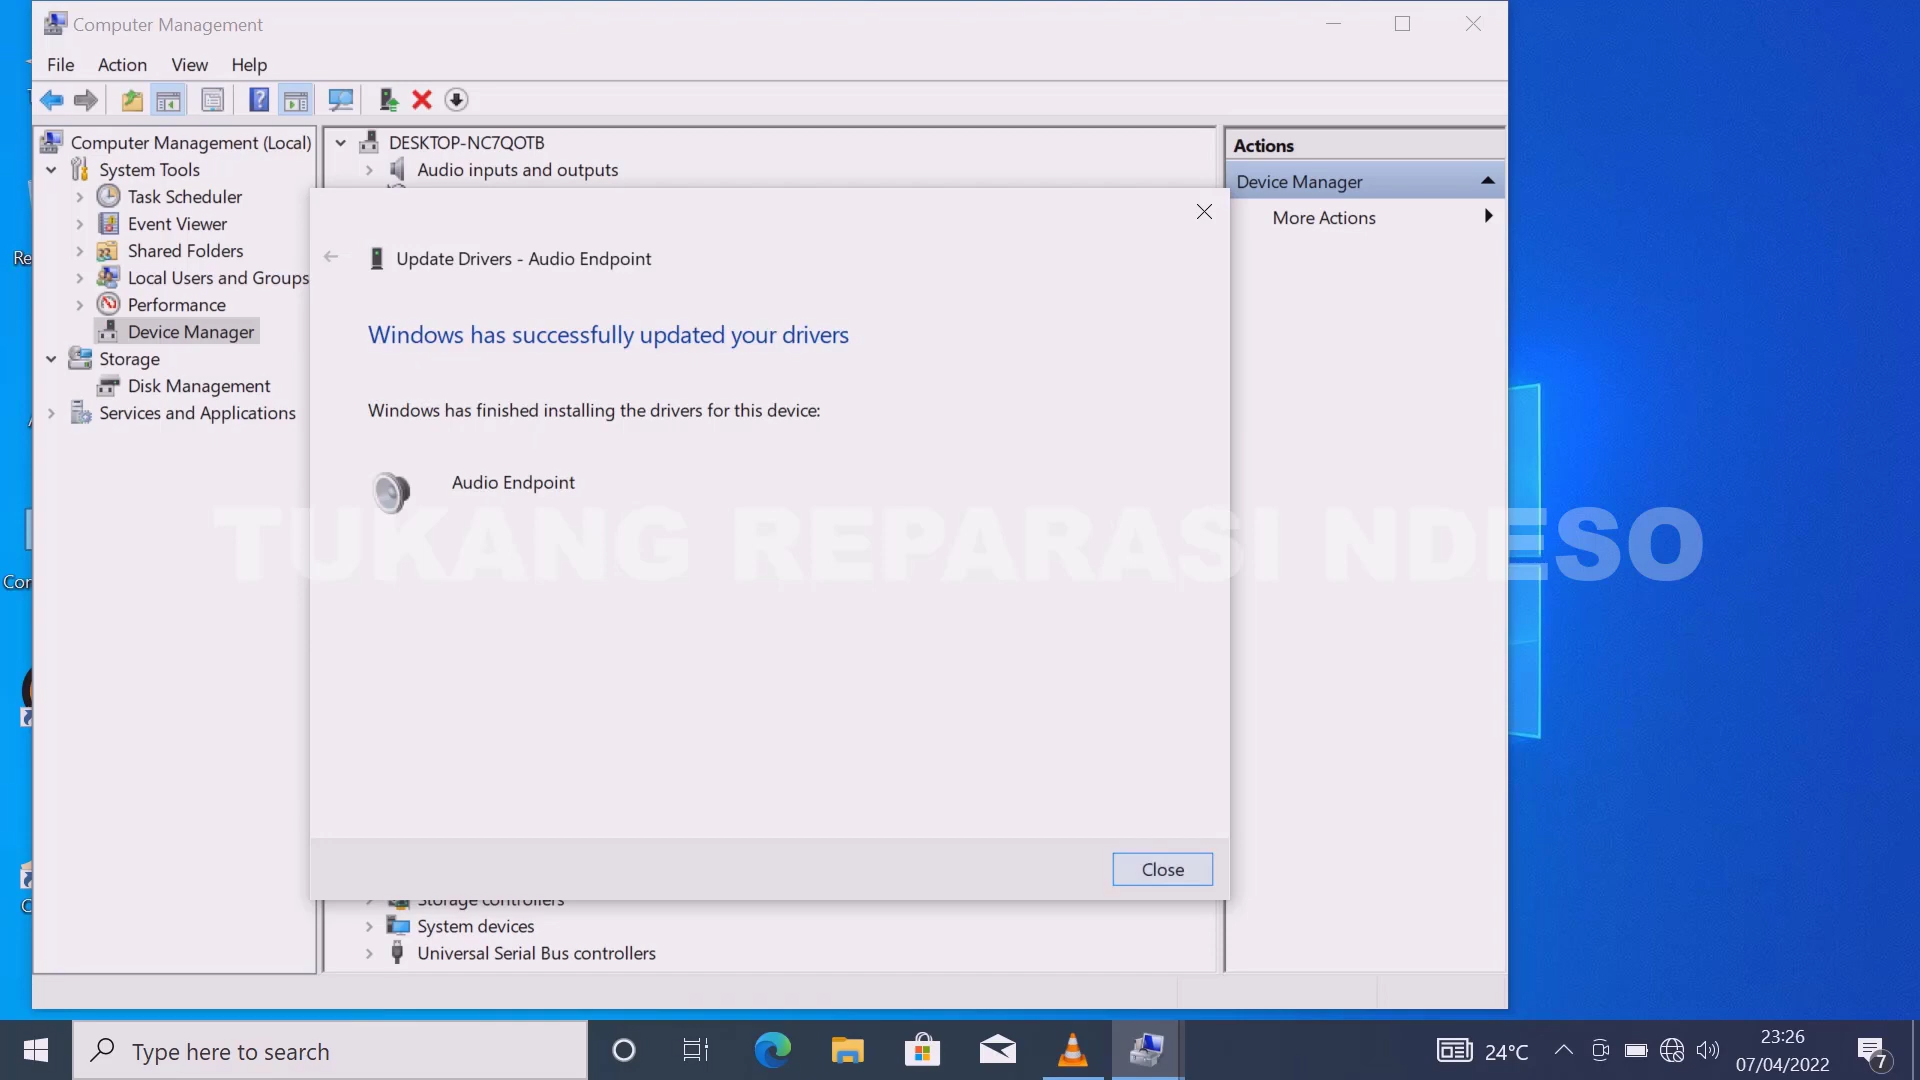 Computer Management
File Action View Help
Computer Management (Local)
System Tools
Task Scheduler
Event Viewer
Shared Folders
Local Users and Groups
Performance
Device Manager
Storage
Disk Management
Services and Applications
DESKTOP-NC7QOTB
Audio inputs and outputs
Update Drivers - Audio Endpoint
Windows has successfully updated your drivers
Windows has finished installing the drivers for this device:
Audio Endpoint
Close
Storage controllers
System devices
Universal Serial Bus controllers
Actions
Device Manager
More Actions
TUKANG REPARASI NDESO
Type here to search
24°C
23:26
07/04/2022
7